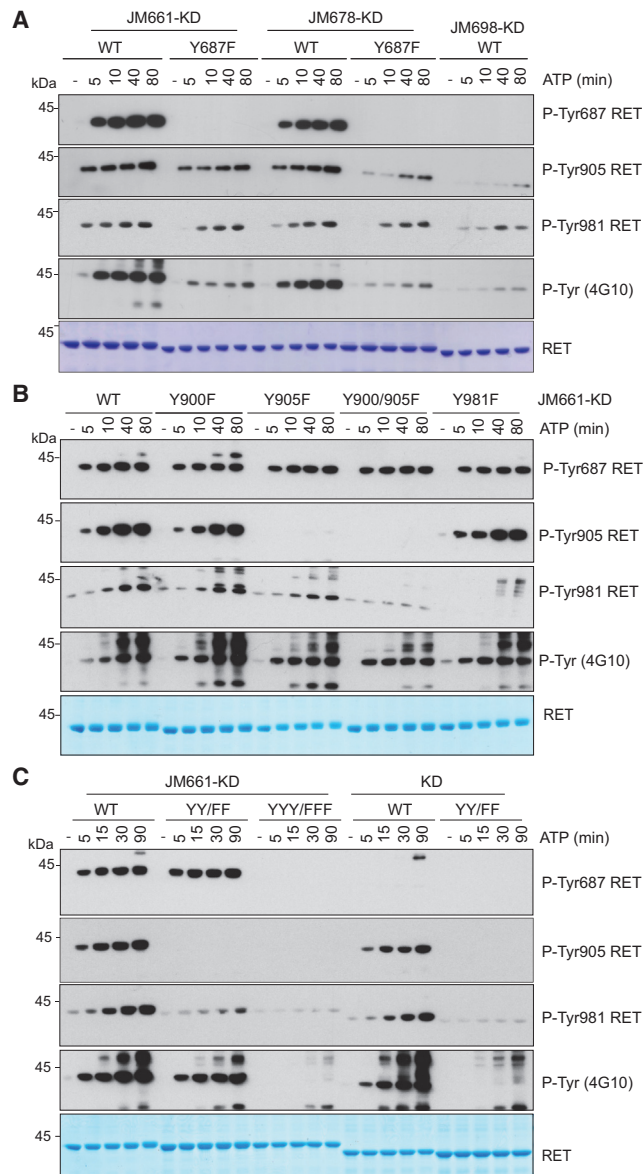 A
JM661-KD JM678-KD JM698-KD
WT Y687F WT Y687F WT
kDa - 5 10 40 80 - 5 10 40 80 - 5 10 40 80 - 5 10 40 80 - 5 10 40 80 ATP (min)
45 P-Tyr687 RET
45 P-Tyr905 RET
45 P-Tyr981 RET
45 P-Tyr (4G10)
45 RET
B
WT Y900F Y905F Y900/905F Y981F JM661-KD
kDa - 5 10 40 80 - 5 10 40 80 - 5 10 40 80 - 5 10 40 80 - 5 10 40 80 ATP (min)
45 P-Tyr687 RET
45 P-Tyr905 RET
45 P-Tyr981 RET
P-Tyr (4G10)
45 RET
C
JM661-KD KD
WT YY/FF YYY/FFF WT YY/FF
kDa - 5 15 30 90 - 5 15 30 90 - 5 15 30 90 - 5 15 30 90 - 5 15 30 90 ATP (min)
45 P-Tyr687 RET
45 P-Tyr905 RET
45 P-Tyr981 RET
45 P-Tyr (4G10)
45 RET